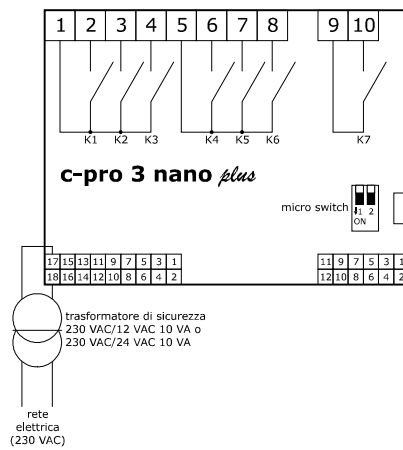 1 2 3 4 5 6 7 8 9 10
K1 K2 K3 K4 K5 K6 K7
c-pro 3 nano plus
micro switch
1 2
ON
17 15 13 11 9 7 5 3 1
18 16 14 12 10 8 6 4 2
11 9 7 5 3 1
12 10 8 6 4 2
trasformatore di sicurezza
230 VAC/12 VAC 10 VA o
230 VAC/24 VAC 10 VA
rete
elettrica
(230 VAC)